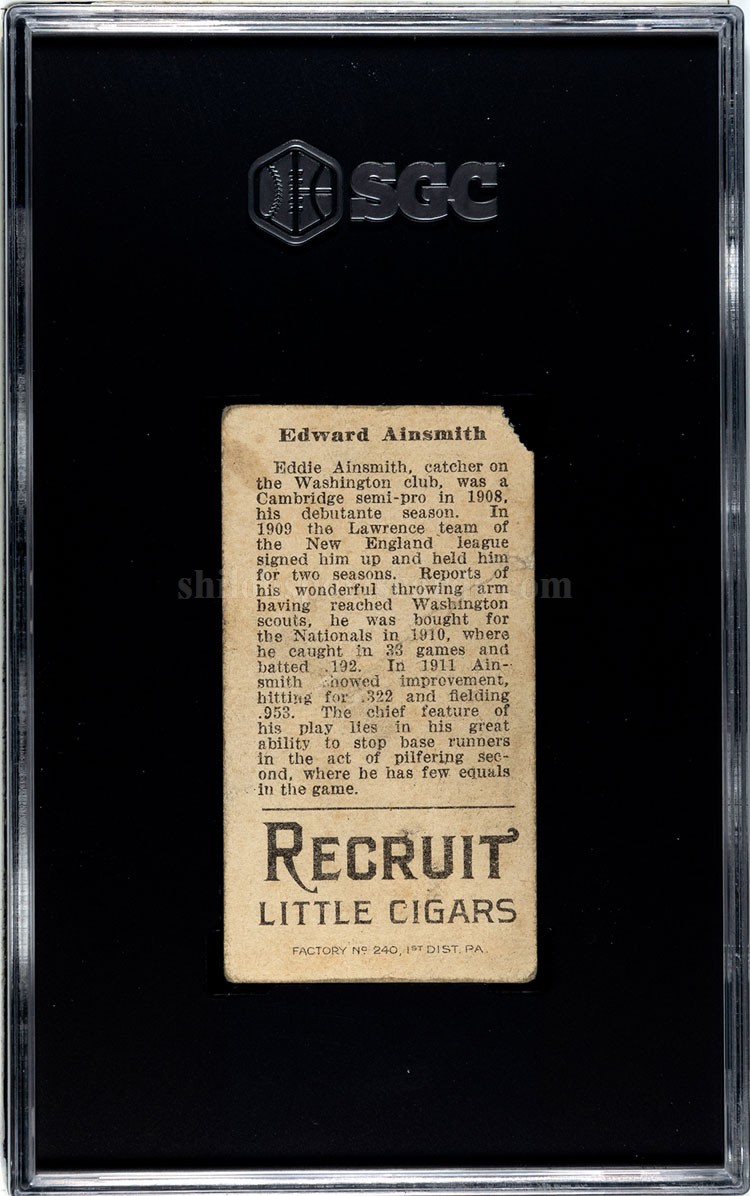 SGC
Edward Ainsmith
Eddie Ainsmith, catcher on
the Washington club, was a
Cambridge semi-pro in 1908,
his debutante season. In
1909 the Lawrence team of
the New England league
signed him up and held him
for two seasons. Reports of
his wonderful throwing arm
having reached Washington
scouts, he was bought for
the Nationals in 1910, where
he caught in 33 games and
batted .192. In 1911 Ain-
smith showed improvement,
hitting for .322 and fielding
.953. The chief feature of
his play lies in his great
ability to stop base runners
in the act of pilfering sec-
ond, where he has few equals
in the game.
RECRUIT
LITTLE CIGARS
FACTORY Nº 240, 1ST DIST. PA.